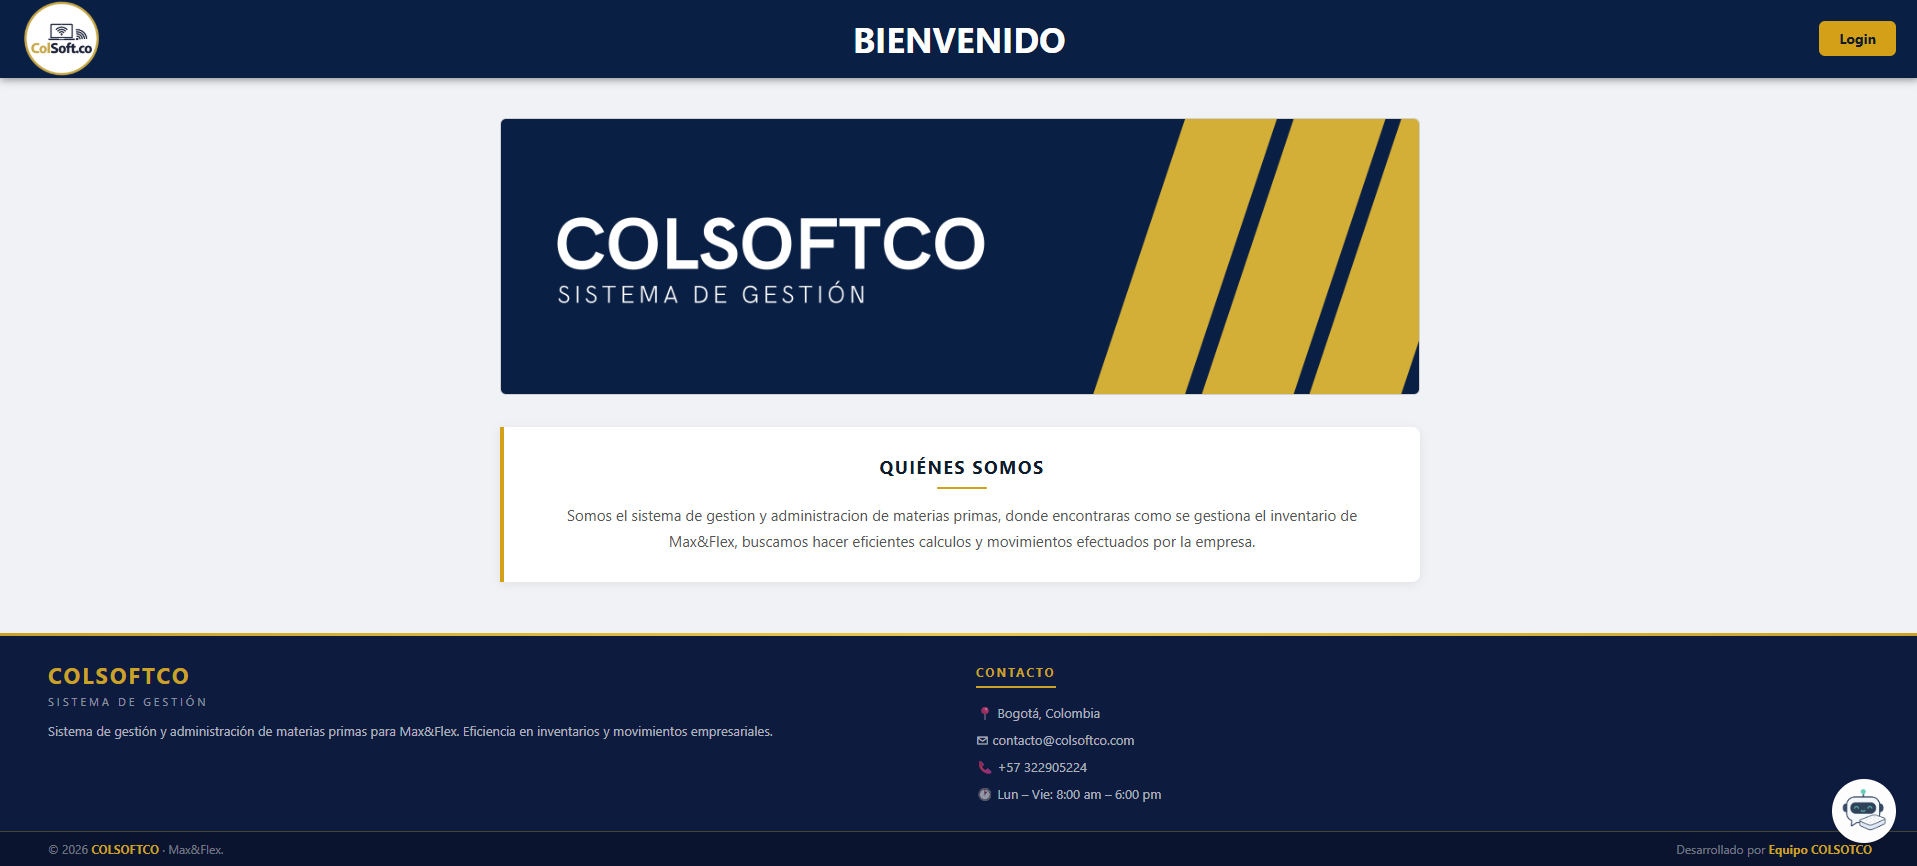 ColSoft.co
BIENVENIDO
Login
COLSOFTCO
SISTEMA DE GESTIÓN
QUIÉNES SOMOS
Somos el sistema de gestion y administracion de materias primas, donde encontraras como se gestiona el inventario de
Max&Flex, buscamos hacer eficientes calculos y movimientos efectuados por la empresa.
COLSOFTCO
SISTEMA DE GESTIÓN
Sistema de gestión y administración de materias primas para Max&Flex. Eficiencia en inventarios y movimientos empresariales.
CONTACTO
Bogotá, Colombia
contacto@colsoftco.com
+57 322905224
Lun – Vie: 8:00 am – 6:00 pm
© 2026 COLSOFTCO · Max&Flex.
Desarrollado por Equipo COLSOTCO